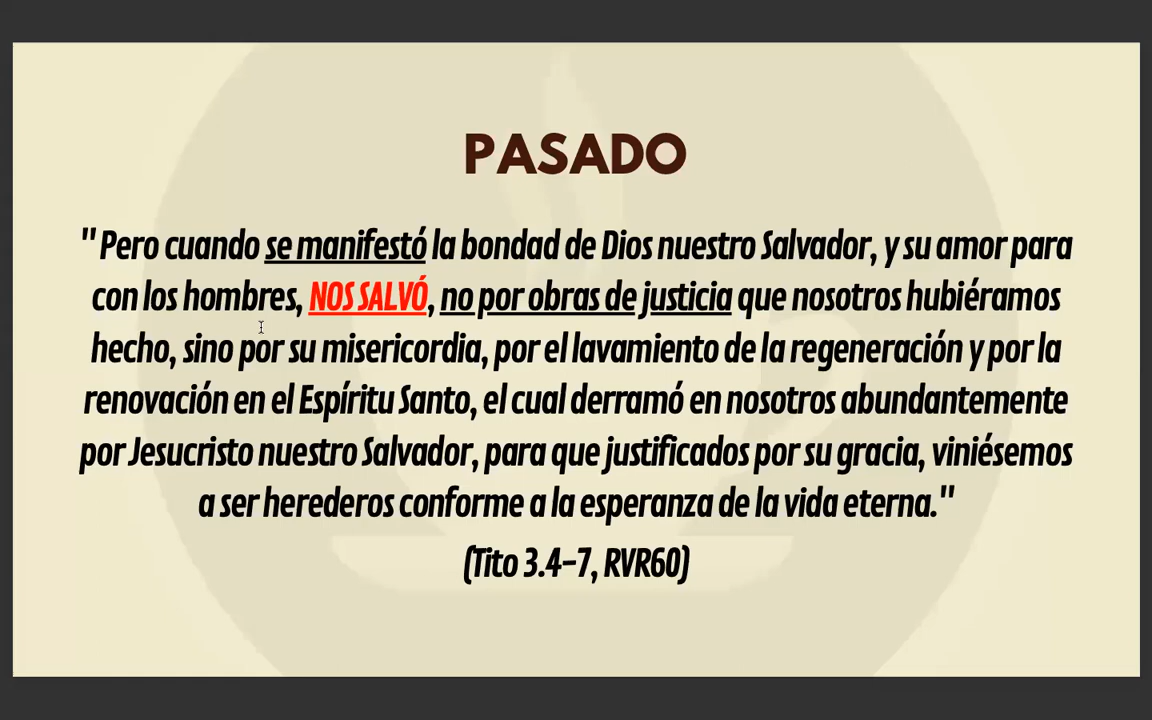 PASADO
"Pero cuando se manifestó la bondad de Dios nuestro Salvador, y su amor para
con los hombres, NOS SALVÓ, no por obras de justicia que nosotros hubiéramos
hecho, sino por su misericordia, por el lavamiento de la regeneración y por la
renovación en el Espíritu Santo, el cual derramó en nosotros abundantemente
por Jesucristo nuestro Salvador, para que justificados por su gracia, viniésemos
a ser herederos conforme a la esperanza de la vida eterna."
(Tito 3.4-7, RVR60)